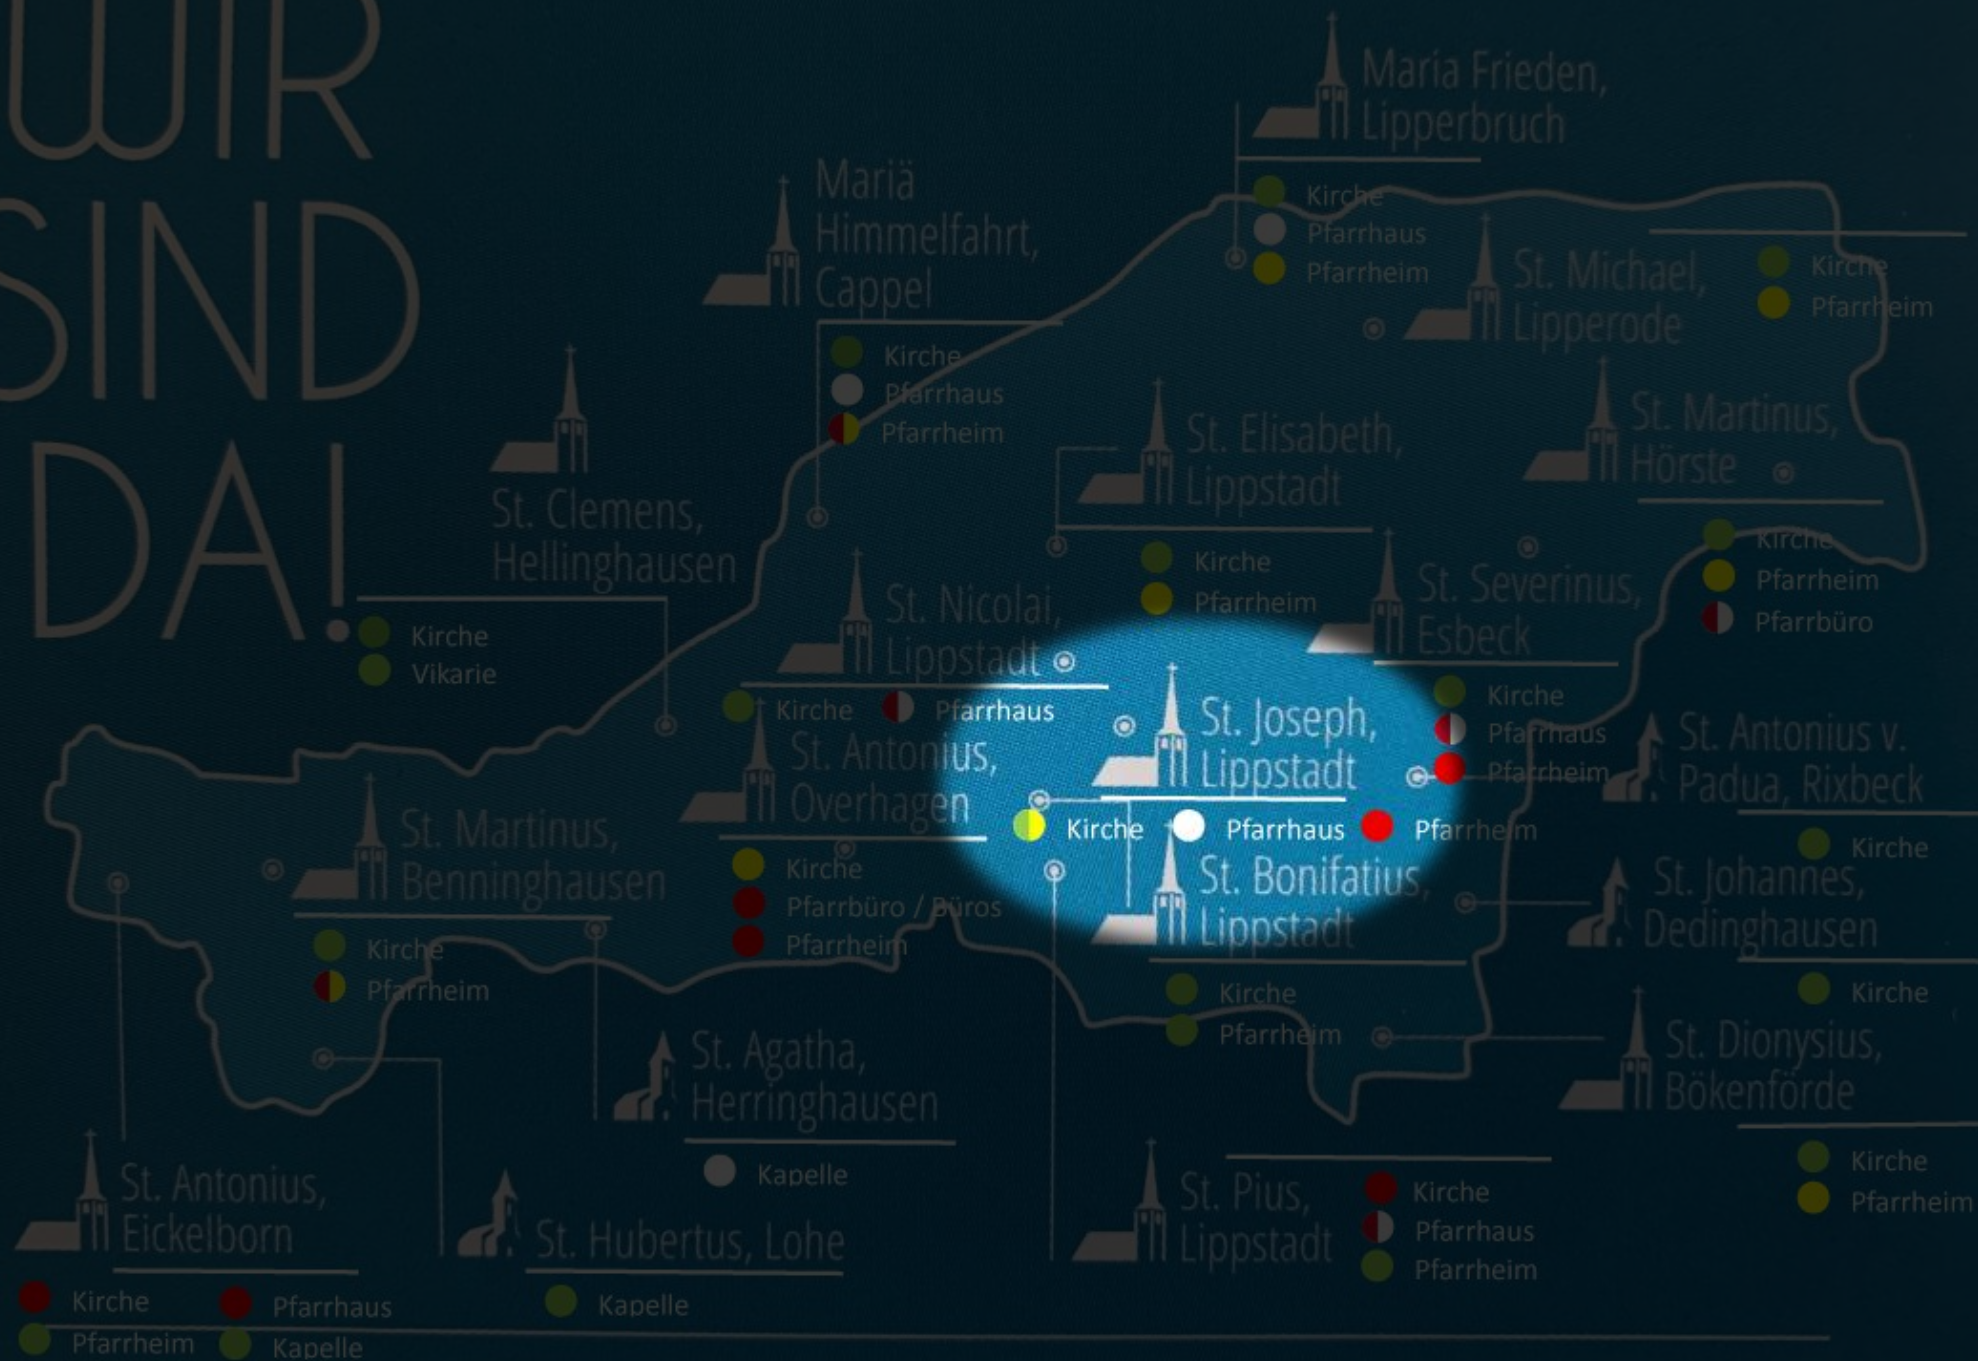 WIR
SIND
DA!
Maria Frieden,
Lipperbruch
Kirche
Pfarrhaus
Pfarrheim
Mariä
Himmelfahrt,
Cappel
Kirche
Pfarrhaus
Pfarrheim
St. Michael,
Lipperode
Kirche
Pfarrheim
St. Clemens,
Hellinghausen
Kirche
Vikarie
St. Elisabeth,
Lippstadt
Kirche
Pfarrheim
St. Martinus,
Hörste
Kirche
Pfarrheim
Pfarrbüro
St. Nicolai,
Lippstadt
Kirche Pfarrhaus
St. Severinus,
Esbeck
Kirche
Pfarrhaus
Pfarrheim
St. Joseph,
Lippstadt
Kirche Pfarrhaus Pfarrheim
St. Antonius,
Overhagen
Kirche
Pfarrbüro / Büros
Pfarrheim
St. Antonius v.
Padua, Rixbeck
Kirche
St. Martinus,
Benninghausen
Kirche
Pfarrheim
St. Bonifatius,
Lippstadt
Kirche
Pfarrheim
St. Johannes,
Dedinghausen
Kirche
St. Agatha,
Herringhausen
Kapelle
St. Dionysius,
Bökenförde
Kirche
Pfarrheim
St. Antonius,
Eickelborn
Kirche Pfarrhaus
Pfarrheim Kapelle
St. Hubertus, Lohe
Kapelle
St. Pius,
Lippstadt
Kirche
Pfarrhaus
Pfarrheim